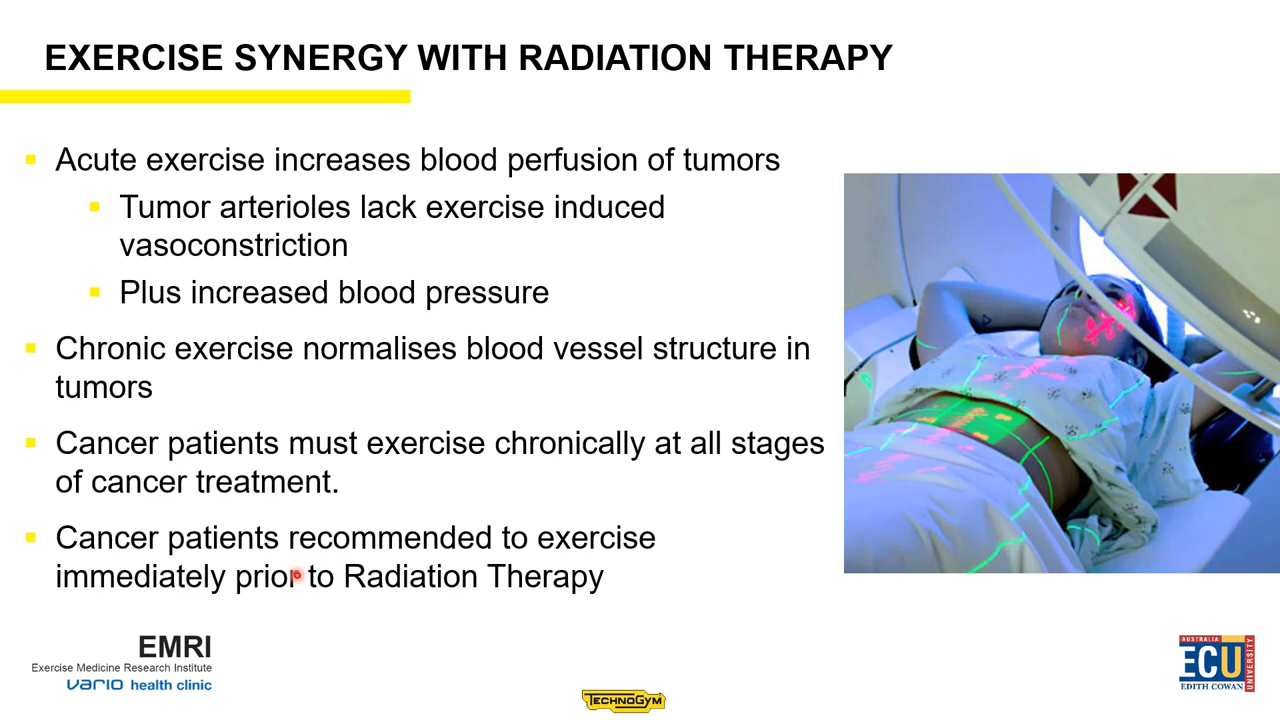 EXERCISE SYNERGY WITH RADIATION THERAPY
Acute exercise increases blood perfusion of tumors
Tumor arterioles lack exercise induced
vasoconstriction
Plus increased blood pressure
Chronic exercise normalises blood vessel structure in
tumors
Cancer patients must exercise chronically at all stages
of cancer treatment.
Cancer patients recommended to exercise
immediately prior to Radiation Therapy
EMRI
Exercise Medicine Research Institute
vario health clinic
TECHNOGYM
AUSTRALIA
ECU
EDITH COWAN
UNIVERSITY